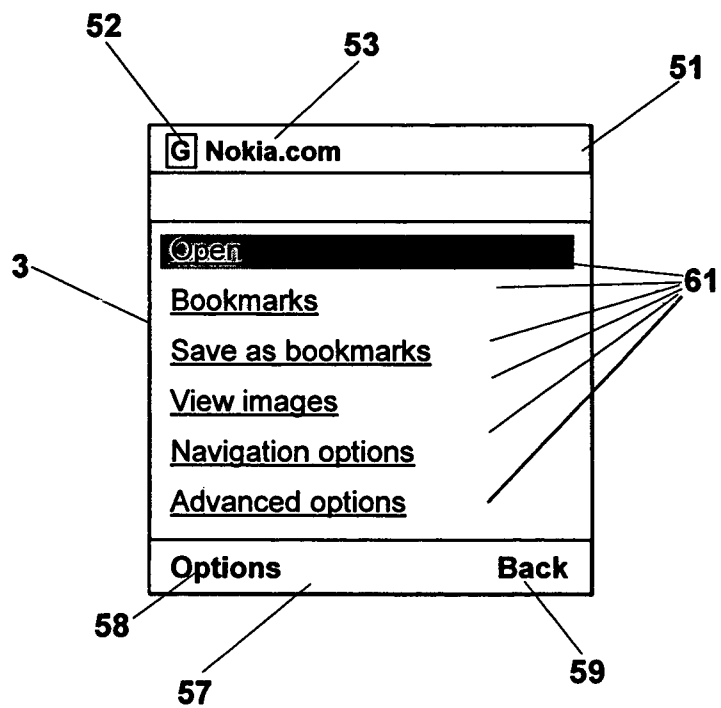 52
53
51
G Nokia.com
Open
3
61
Bookmarks
Save as bookmarks
View images
Navigation options
Advanced options
Options Back
58
57
59